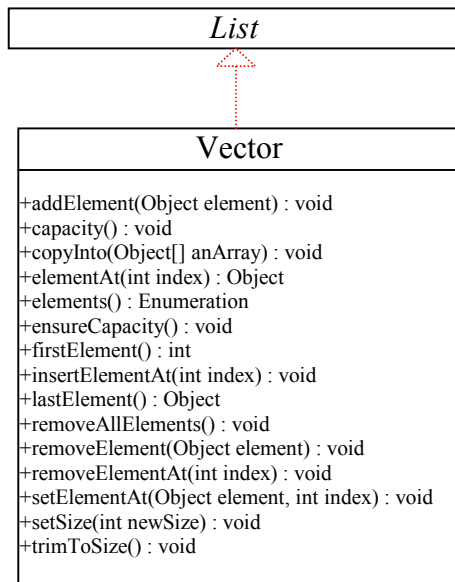 List
Vector
+addElement(Object element) : void
+capacity() : void
+copyInto(Object[] anArray) : void
+elementAt(int index) : Object
+elements() : Enumeration
+ensureCapacity() : void
+firstElement() : int
+insertElementAt(int index) : void
+lastElement() : Object
+removeAllElements() : void
+removeElement(Object element) : void
+removeElementAt(int index) : void
+setElementAt(Object element, int index) : void
+setSize(int newSize) : void
+trimToSize() : void